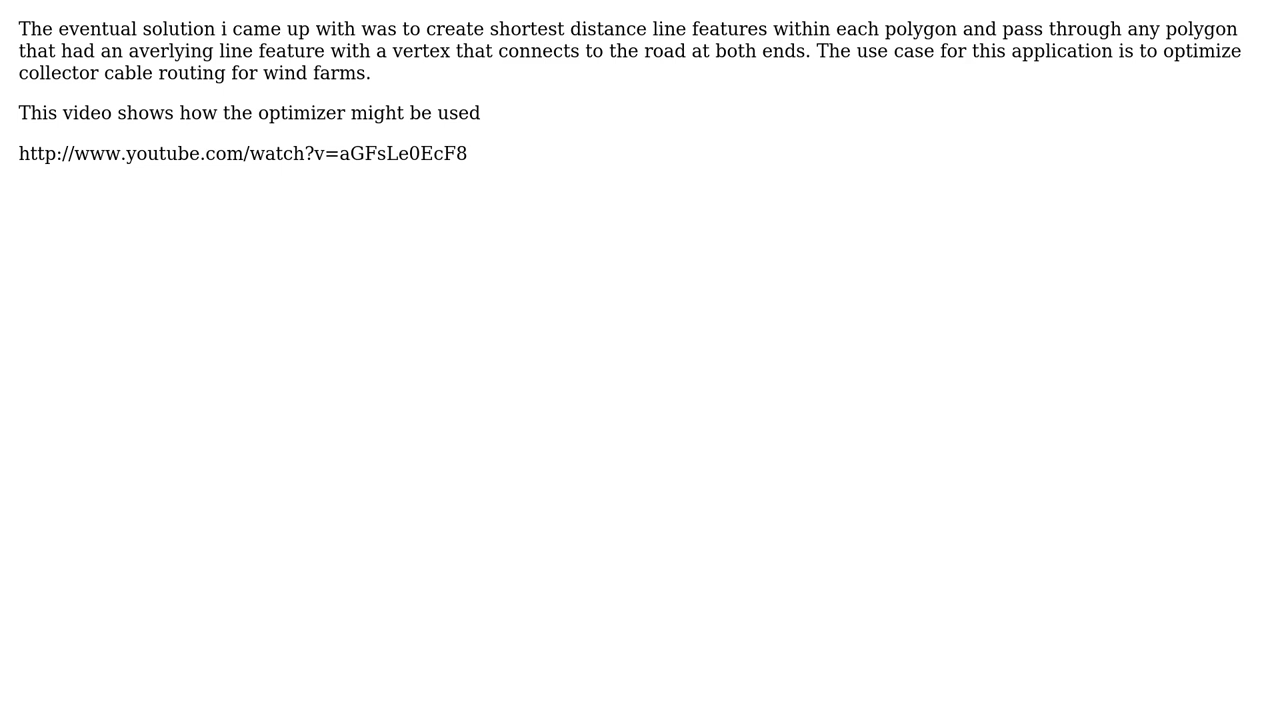 The eventual solution i came up with was to create shortest distance line features within each polygon and pass through any polygon
that had an averlying line feature with a vertex that connects to the road at both ends. The use case for this application is to optimize
collector cable routing for wind farms.
This video shows how the optimizer might be used
http://www.youtube.com/watch?v=aGFsLe0EcF8